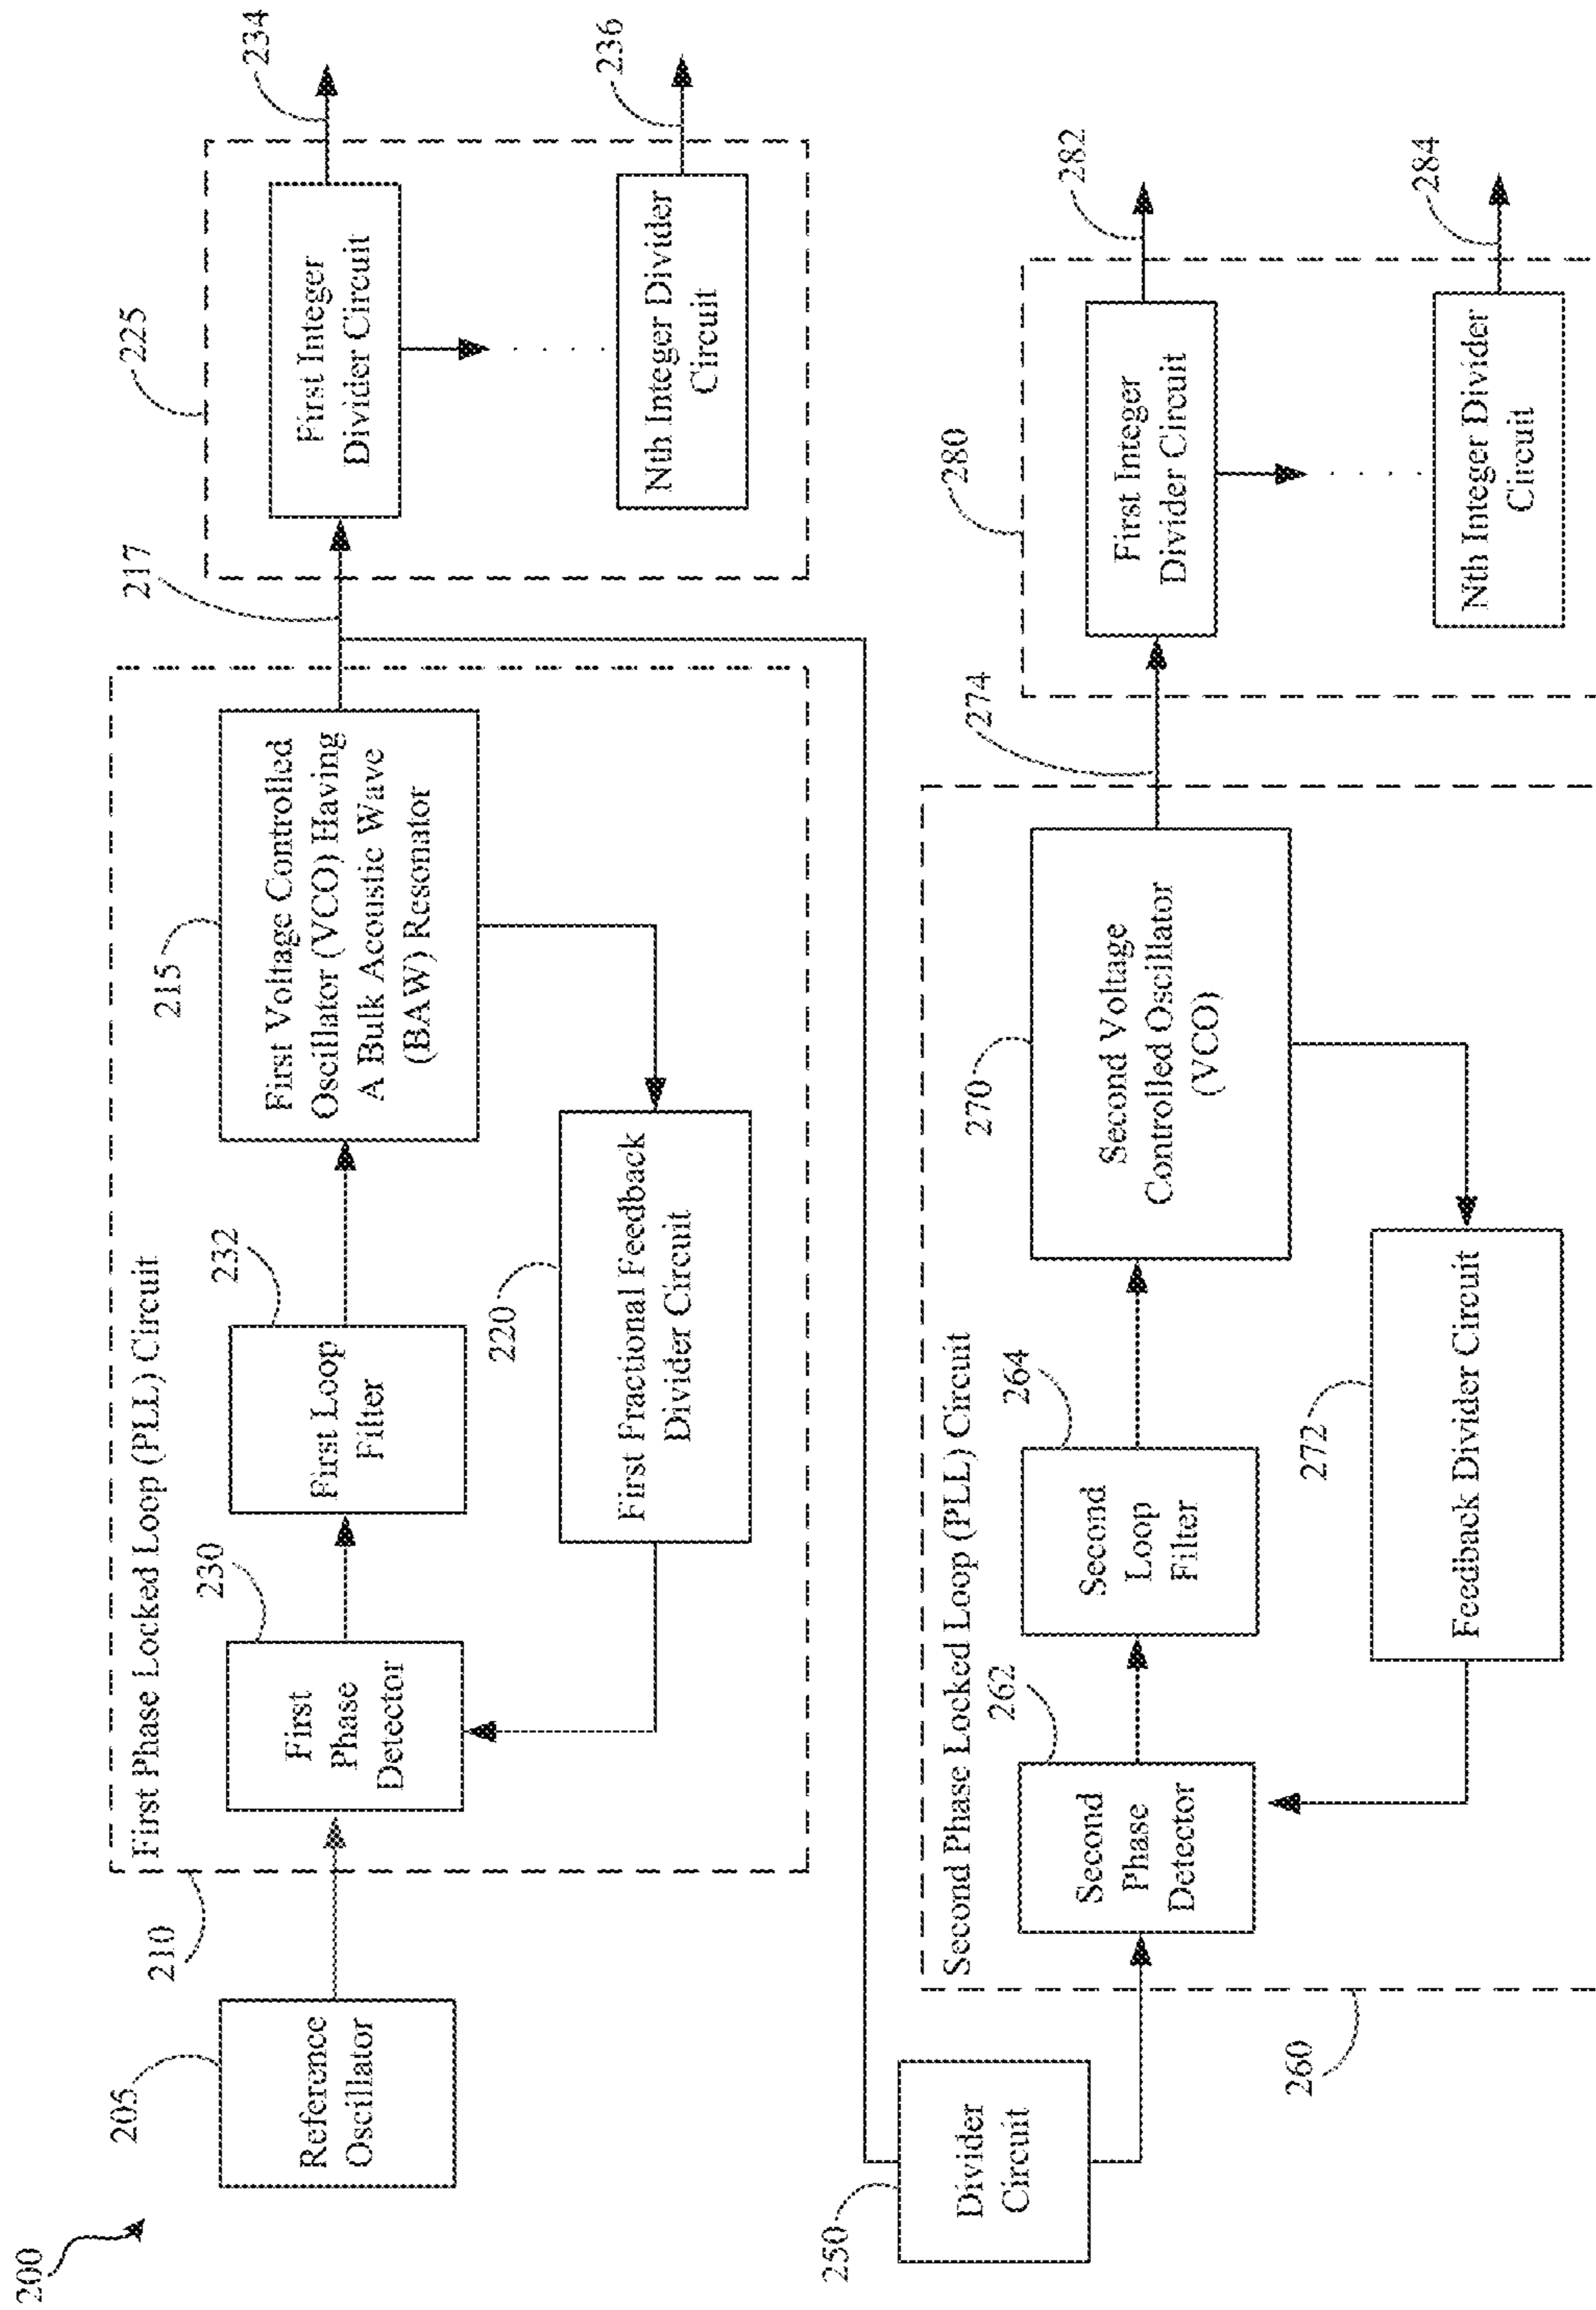 200
205
Reference
Oscillator
210
First Phase Locked Loop (PLL) Circuit
230
First
Phase
Detector
232
First Loop
Filter
215
First Voltage Controlled
Oscillator (VCO) Having
A Bulk Acoustic Wave
(BAW) Resonator
220
First Fractional Feedback
Divider Circuit
217
225
First Integer
Divider Circuit
Nth Integer Divider
Circuit
234
236
250
Divider
Circuit
260
Second Phase Locked Loop (PLL) Circuit
262
Second
Phase
Detector
264
Second
Loop
Filter
270
Second Voltage
Controlled Oscillator
(VCO)
272
Feedback Divider Circuit
274
280
First Integer
Divider Circuit
Nth Integer Divider
Circuit
282
284